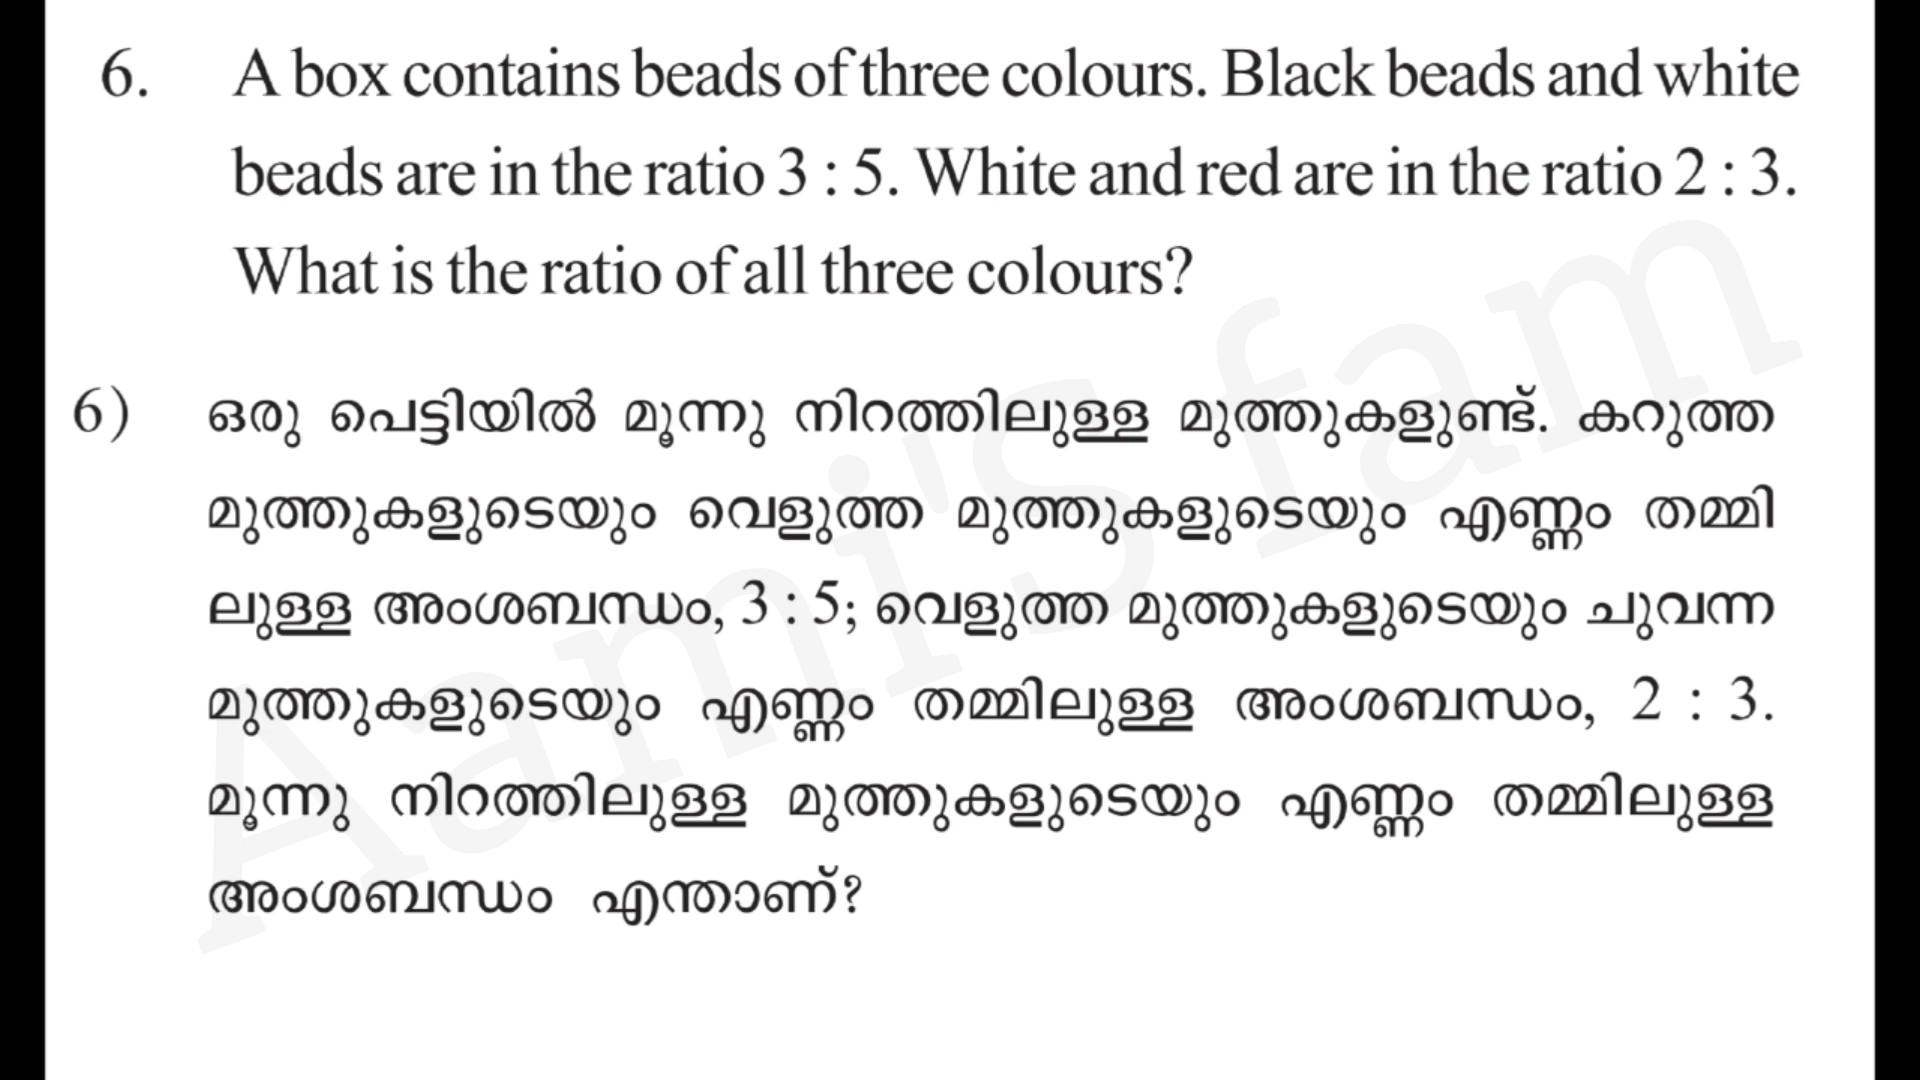 6. A box contains beads of three colours. Black beads and white
beads are in the ratio 3 : 5. White and red are in the ratio 2 : 3.
What is the ratio of all three colours?
6) ഒരു പെട്ടിയിൽ മൂന്നു നിറത്തിലുള്ള മുത്തുകളുണ്ട്. കറുത്ത
മുത്തുകളുടെയും വെളുത്ത മുത്തുകളുടെയും എണ്ണം തമ്മി
ലുള്ള അംശബന്ധം, 3 : 5; വെളുത്ത മുത്തുകളുടെയും ചുവന്ന
മുത്തുകളുടെയും എണ്ണം തമ്മിലുള്ള അംശബന്ധം, 2 : 3.
മൂന്നു നിറത്തിലുള്ള മുത്തുകളുടെയും എണ്ണം തമ്മിലുള്ള
അംശബന്ധം എന്താണ്?
Aami'S fam